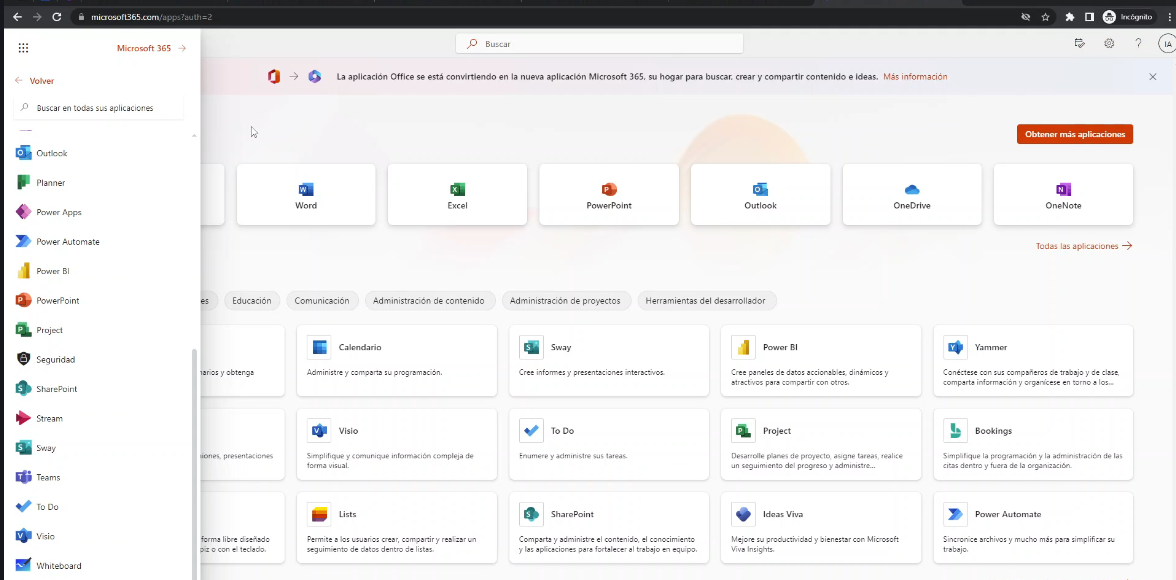 microsoft365.com/apps?auth=2
Incógnito
Microsoft 365
Buscar
IA
Volver
Buscar en todas sus aplicaciones
La aplicación Office se está convirtiendo en la nueva aplicación Microsoft 365, su hogar para buscar, crear y compartir contenido e ideas. Más información
Obtener más aplicaciones
Outlook
Planner
Power Apps
Power Automate
Power BI
PowerPoint
Project
Seguridad
SharePoint
Stream
Sway
Teams
To Do
Visio
Whiteboard
Word
Excel
PowerPoint
Outlook
OneDrive
OneNote
Todas las aplicaciones
es
Educación
Comunicación
Administración de contenido
Administración de proyectos
Herramientas del desarrollador
narios y obtenga
Calendario
Administre y comparta su programación.
Sway
Cree informes y presentaciones interactivos.
Power BI
Cree paneles de datos accionables, dinámicos y
atractivos para compartir con otros.
Yammer
Conéctese con sus compañeros de trabajo y de clase,
comparta información y organícese en torno a los...
iones, presentaciones
Visio
Simplifique y comunique información compleja de
forma visual.
To Do
Enumere y administre sus tareas.
Project
Desarrolle planes de proyecto, asigne tareas, realice
un seguimiento del progreso y administre...
Bookings
Simplifique la programación y la administración de las
citas dentro y fuera de la organización.
forma libre diseñado
piz o con el teclado.
Lists
Permite a los usuarios crear, compartir y realizar un
seguimiento de datos dentro de listas.
SharePoint
Comparta y administre el contenido, el conocimiento
y las aplicaciones para fortalecer al trabajo en equipo.
Ideas Viva
Mejore su productividad y bienestar con Microsoft
Viva Insights.
Power Automate
Sincronice archivos y mucho más para simplificar su
trabajo.